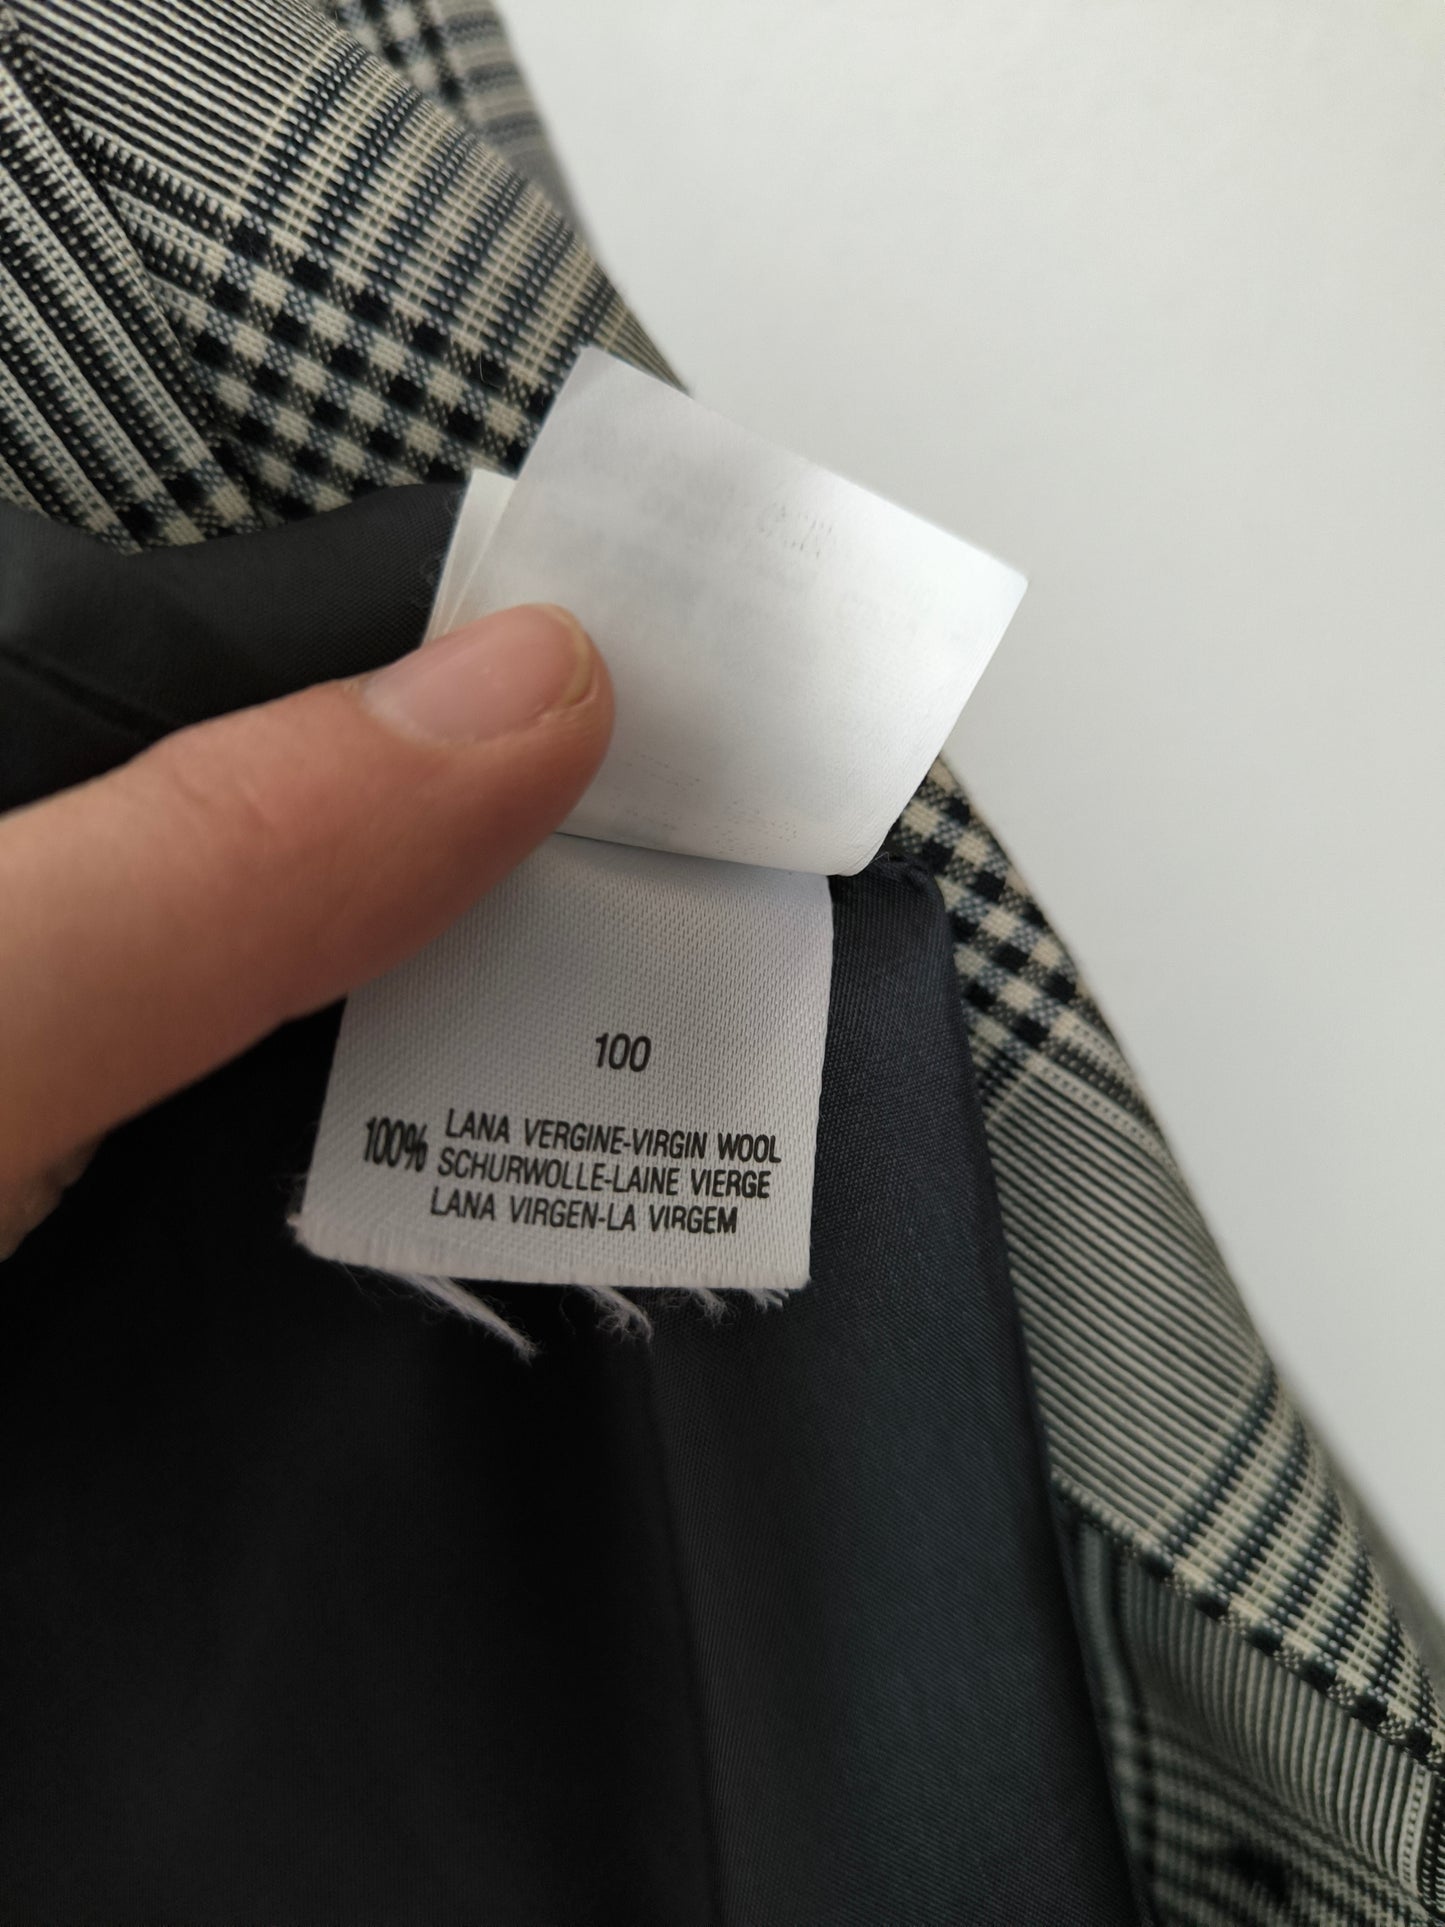 100
100% LANA VERGINE-VIRGIN WOOL
SCHURWOLLE-LAINE VIERGE
LANA VIRGEN-LA VIRGEM